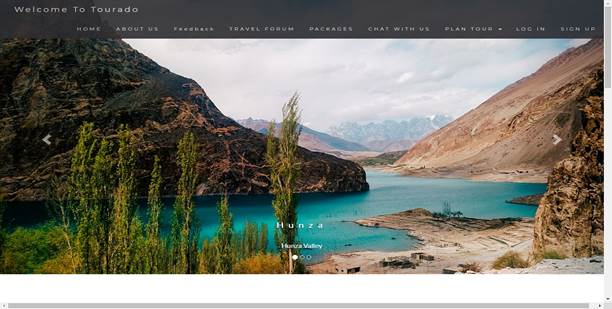 Welcome To Tourado
HOME ABOUT US Feedback TRAVEL FORUM PACKAGES CHAT WITH US PLAN TOUR LOG IN SIGN UP
Hunza
Hunza Valley